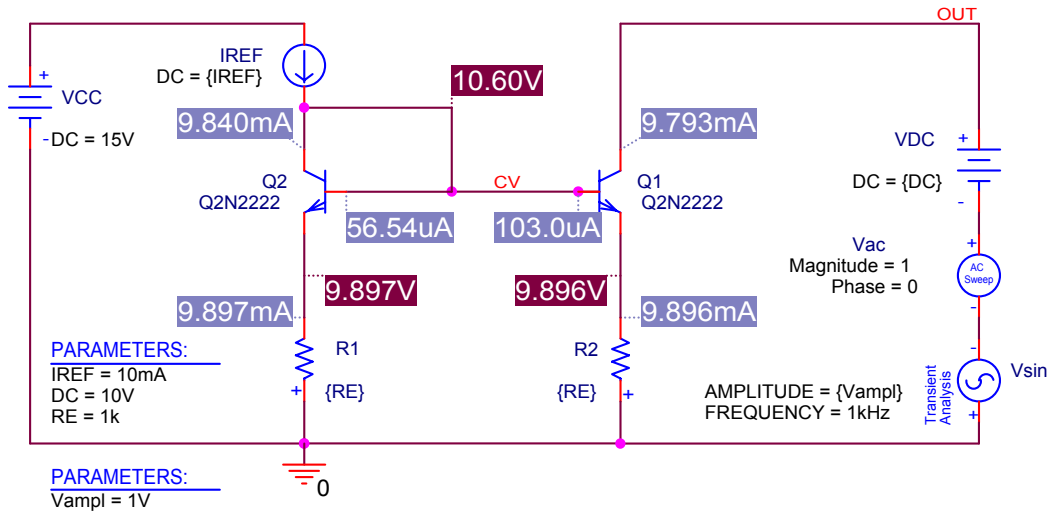 OUT
IREF
DC = {IREF}
10.60V
+
VCC
- DC = 15V
9.840mA
9.793mA
+
VDC
DC = {DC}
-
Q2
Q2N2222
CV
Q1
Q2N2222
56.54uA
103.0uA
Vac
Magnitude = 1
Phase = 0
+
AC
Sweep
-
9.897V
9.896V
9.897mA
9.896mA
PARAMETERS:
IREF = 10mA
DC = 10V
RE = 1k
R1
{RE}
+
R2
{RE}
+
AMPLITUDE = {Vampl}
FREQUENCY = 1kHz
Transient
Analysis
-
Vsin
+
0
PARAMETERS:
Vampl = 1V